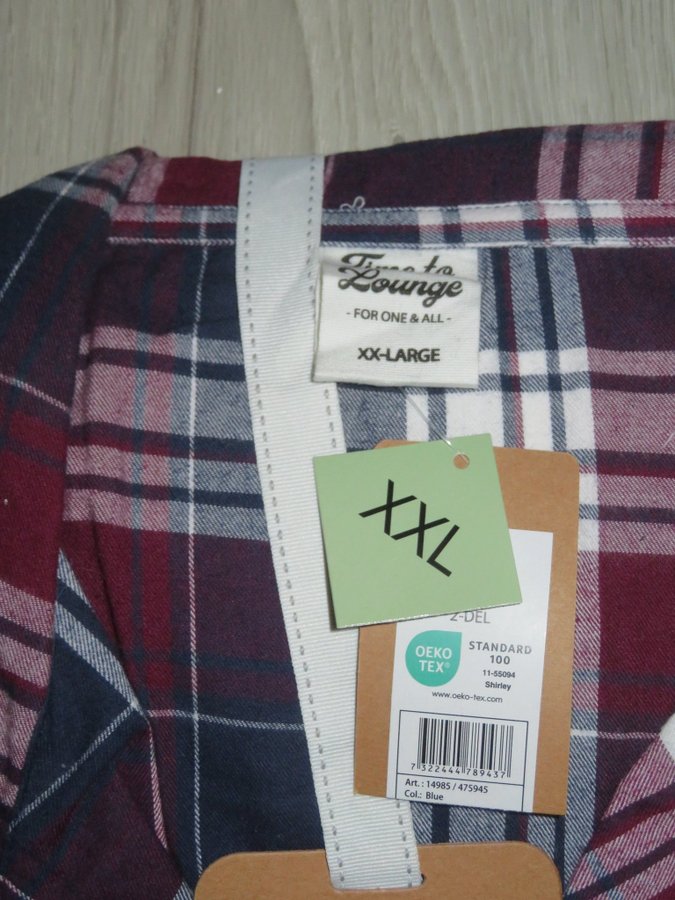 Time to
Lounge
- FOR ONE & ALL -
XX-LARGE
XXL
2-DEL
OEKO
TEX®
STANDARD
100
11-55094
Shirley
www.oeko-tex.com
7 322444 789437
Art.: 14985 / 475945
Col.: Blue